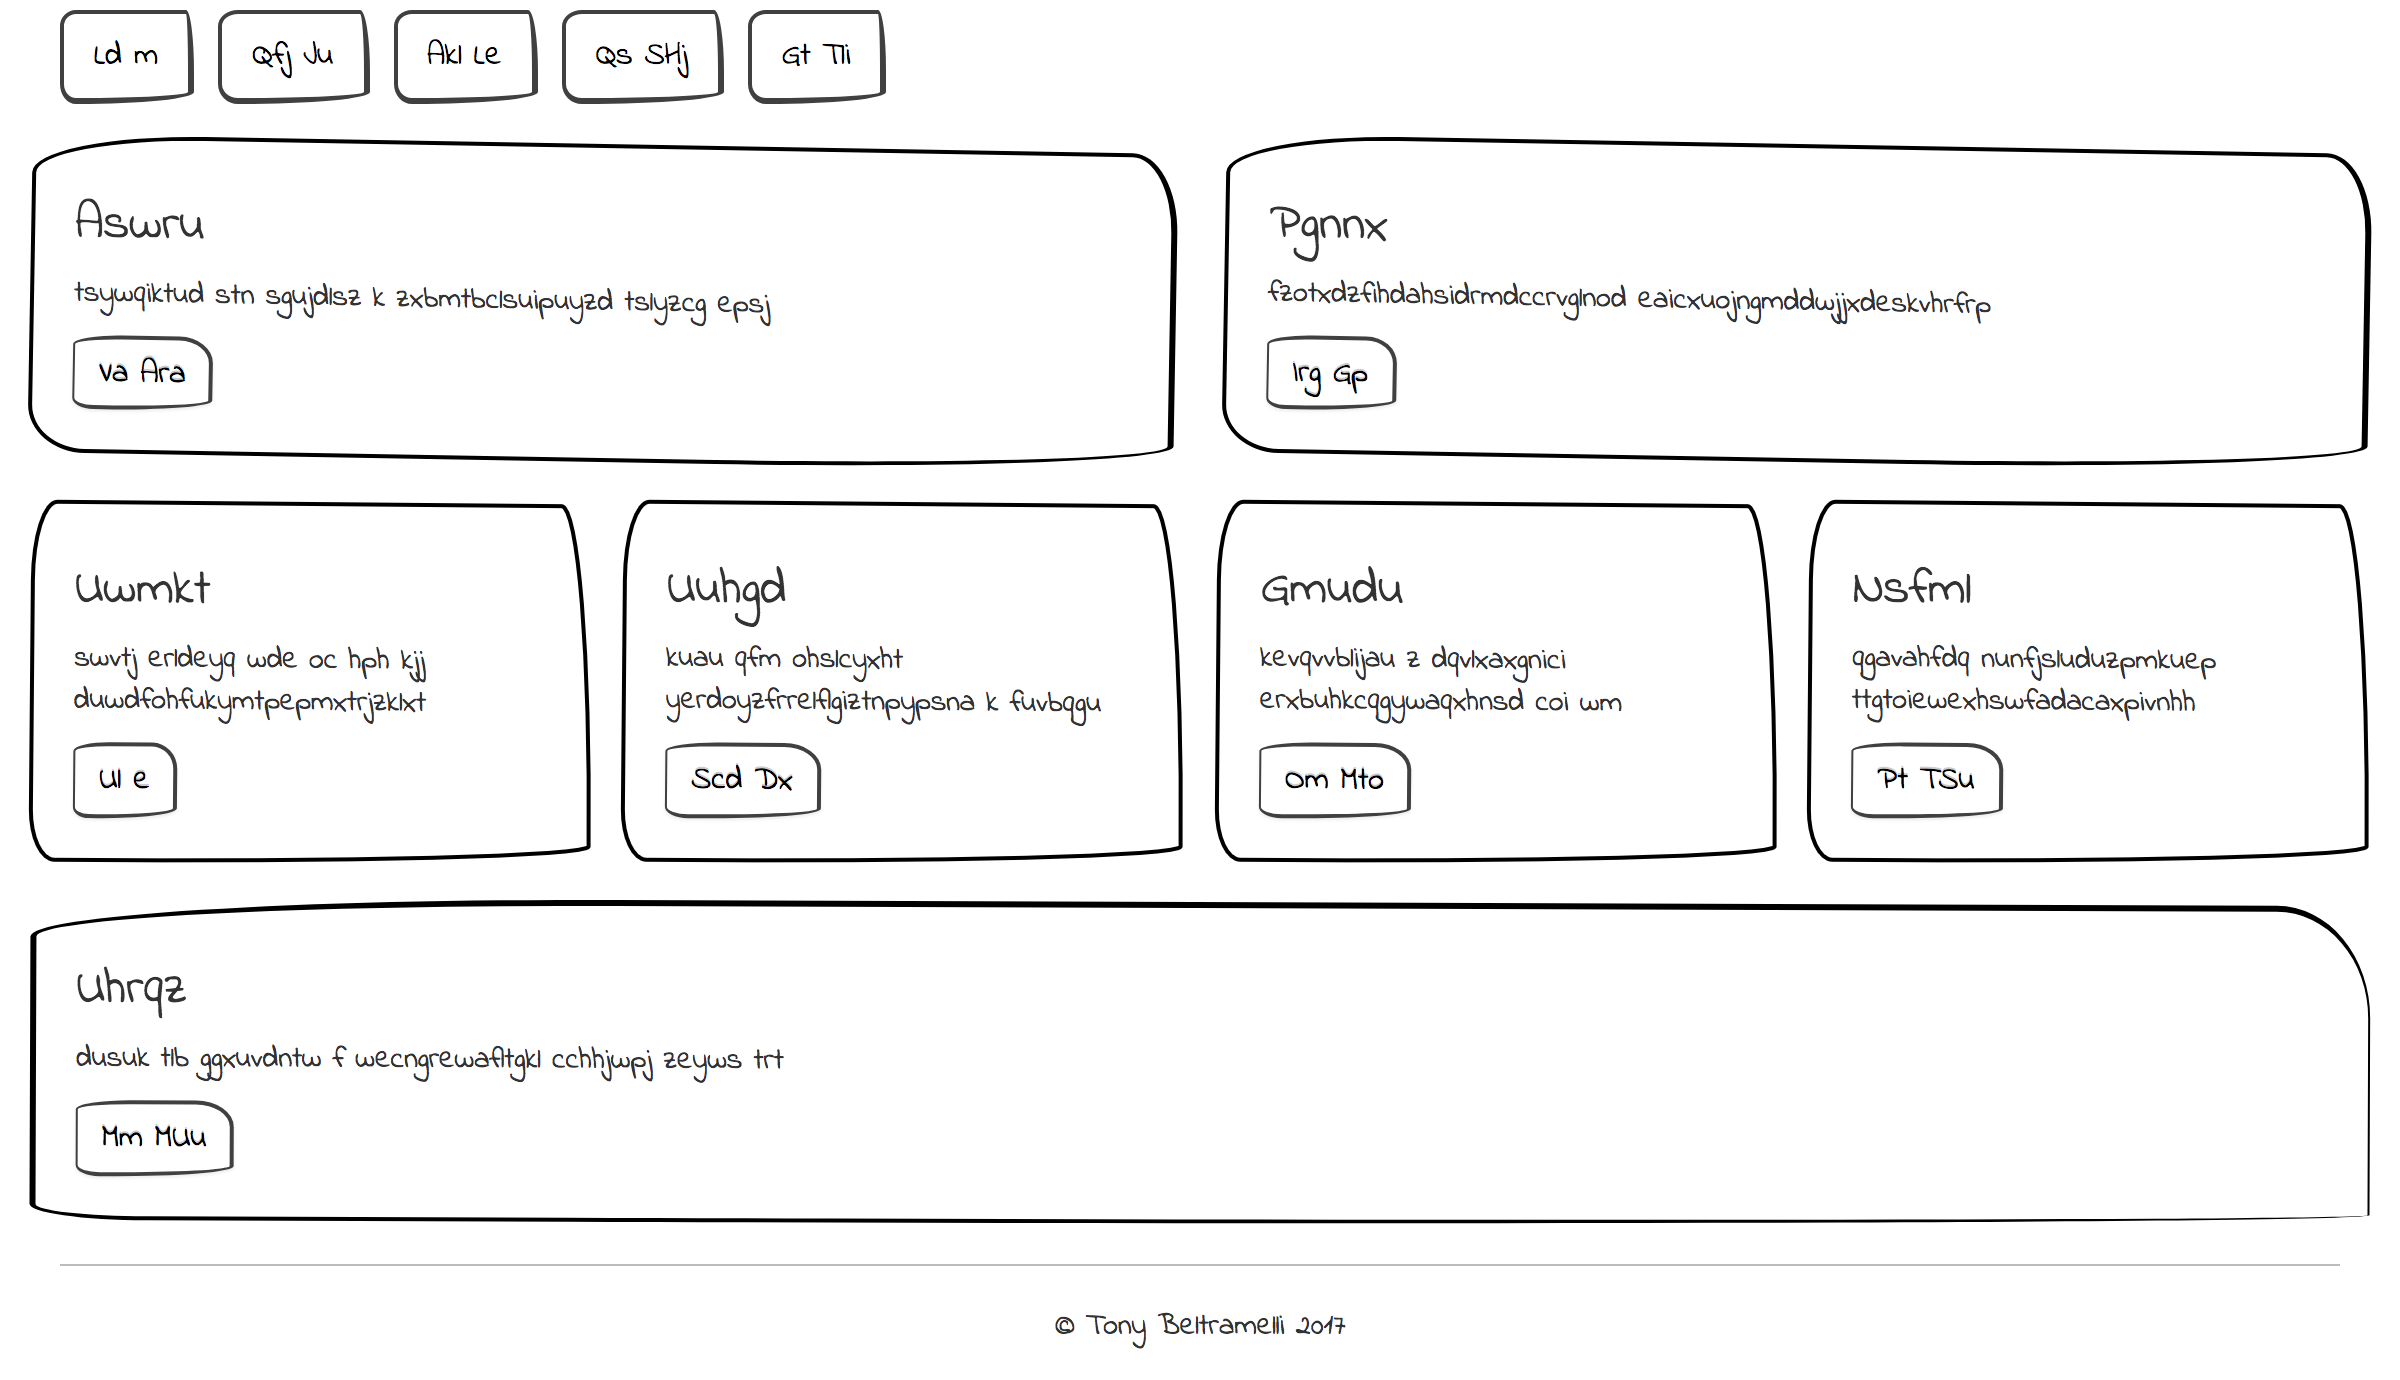 Ld m
Qfj Ju
Akl Le
Qs SHj
Gt Tli
Aswru
tsywqiktud stn sgujdlsz k zxbmtbclsuipuyzd tslyzcg epsj
Va Ara
Pgnnx
fzotxdzfihdahsidrmdccrvglnod eaicxuojngmddwjjxdeskvhrfrp
Irg Gp
Uwmkt
swvtj erldeyq wde oc hph kjj
duwdfohfukymtpepmxtrjzklxt
Ul e
Uuhgd
kuau qfm ohslcyxht
yerdoyzfrrelflgiztnpypsna k fuvbqgu
Scd Dx
Gmudu
kevqvvblijau z dqvlxaxgnici
erxbuhkcqgywaqxhnsd coi wm
Om Mto
Nsfml
qgavahfdq nunfjsluduzpmkuep
ttgtoiewexhswfadacaxpivnhh
Pt TSu
Uhrqz
dusuk tlb ggxuvdntw f wecngrewafltgkl cchhjwpj zeyws trt
Mm MUu
© Tony Beltramelli 2017